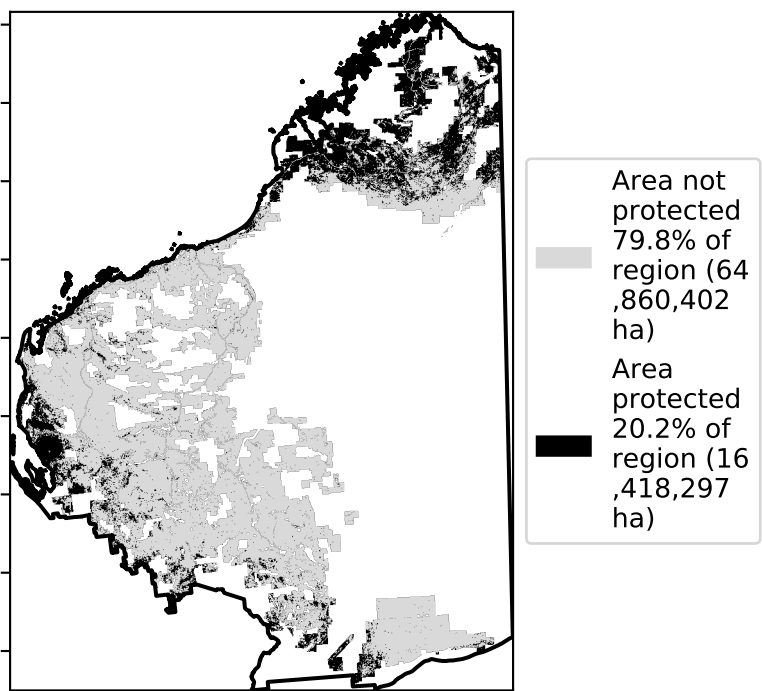 Area not
protected
79.8% of
region (64
,860,402
ha)
Area
protected
20.2% of
region (16
,418,297
ha)